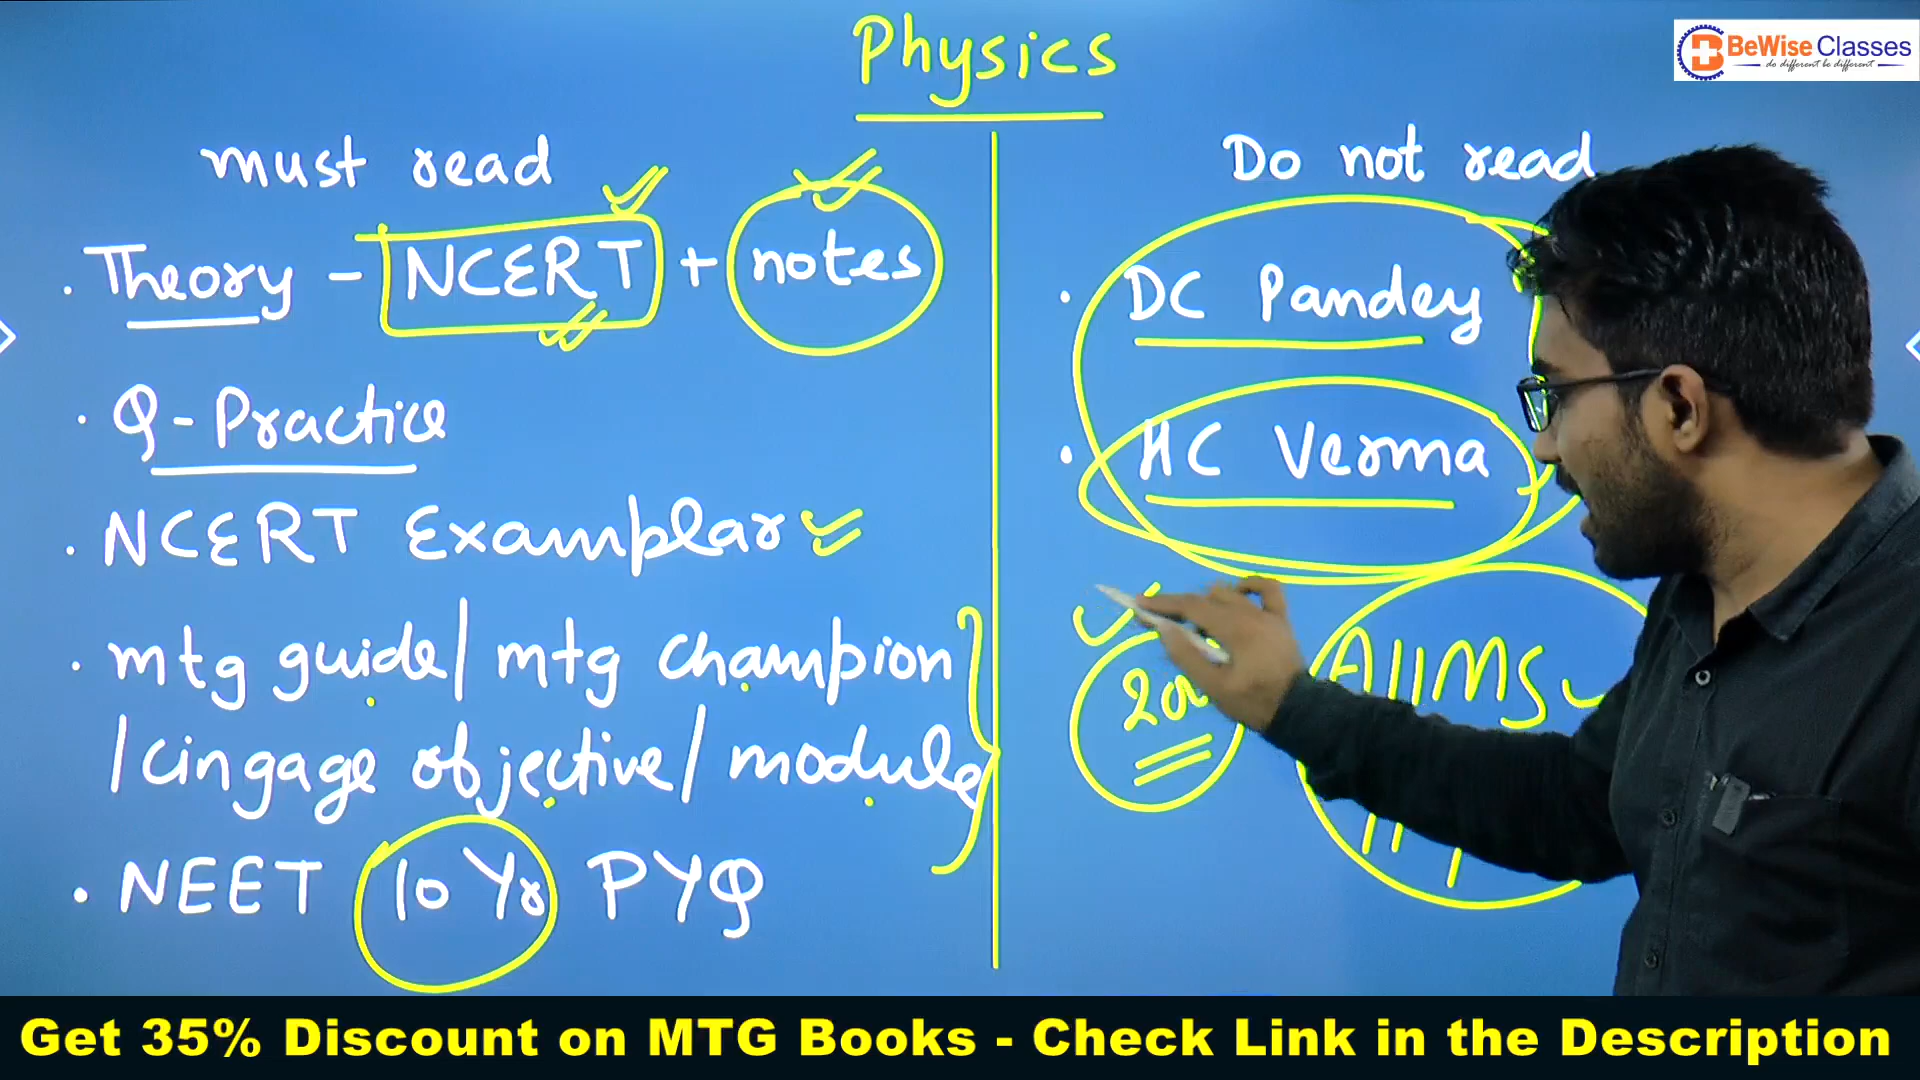 Physics
BeWise Classes
do different be different
must read
. Theory - NCERT + notes
. Q-Practice
. NCERT Examplar
. mtg guide/ mtg champion
/cingage objective/ module
. NEET 10 Yr PYQ
Do not read
. DC Pandey
. HC Verma
AIIMS
Get 35% Discount on MTG Books - Check Link in the Description